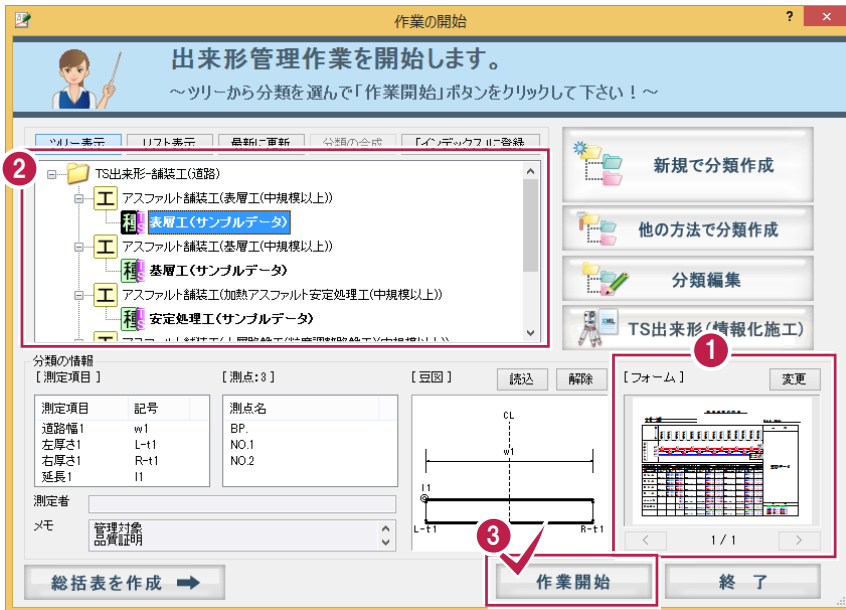 作業の開始
? ×
出来形管理作業を開始します。
～ツリーから分類を選んで「作業開始」ボタンをクリックして下さい！～
ツリー表示 リスト表示 最新に更新 分類の合成 「インデックス」に登録
2
TS出来形-舗装工(道路)
工 アスファルト舗装工(表層工(中規模以上))
種 表層工(サンプルデータ)
工 アスファルト舗装工(基層工(中規模以上))
種 基層工(サンプルデータ)
工 アスファルト舗装工(加熱アスファルト安定処理工(中規模以上))
種 安定処理工(サンプルデータ)
新規で分類作成
他の方法で分類作成
分類編集
TS出来形(情報化施工)
1
分類の情報
[測定項目] [測点:3] [豆図] 読込 解除 [フォーム] 変更
測定項目 記号
道路幅1 w1
左厚さ1 L-t1
右厚さ1 R-t1
延長1 l1
測点名
BP.
NO.1
NO.2
CL
w1
l1
L-t1 R-t1
< 1/1 >
測定者
メモ 管理対象
品質証明
3
総括表を作成 作業開始 終了